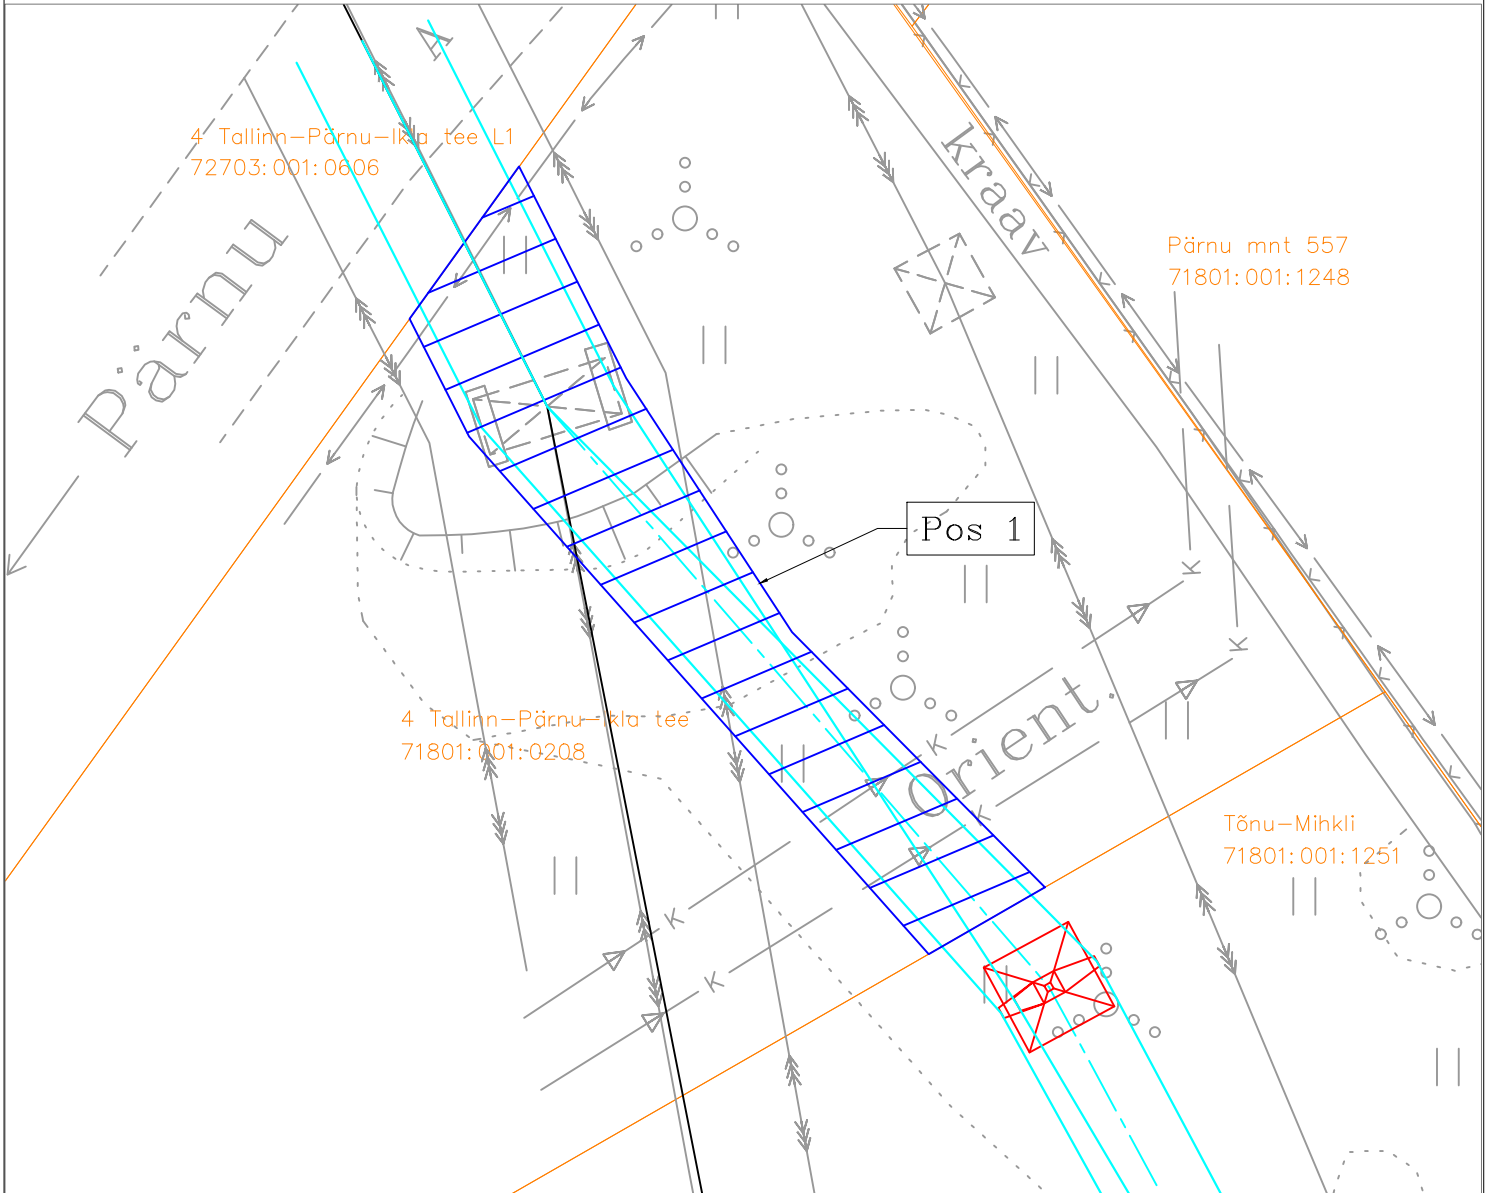 A
4 Tallinn-Pärnu-Ikla tee L1
72703:001:0606
kraav
Pärnu
Pärnu mnt 557
71801:001:1248
Pos 1
K
K
4 Tallinn-Pärnu-Ikla tee
71801:001:0208
Orient.
K
K
Tõnu-Mihkli
71801:001:1251
K
K